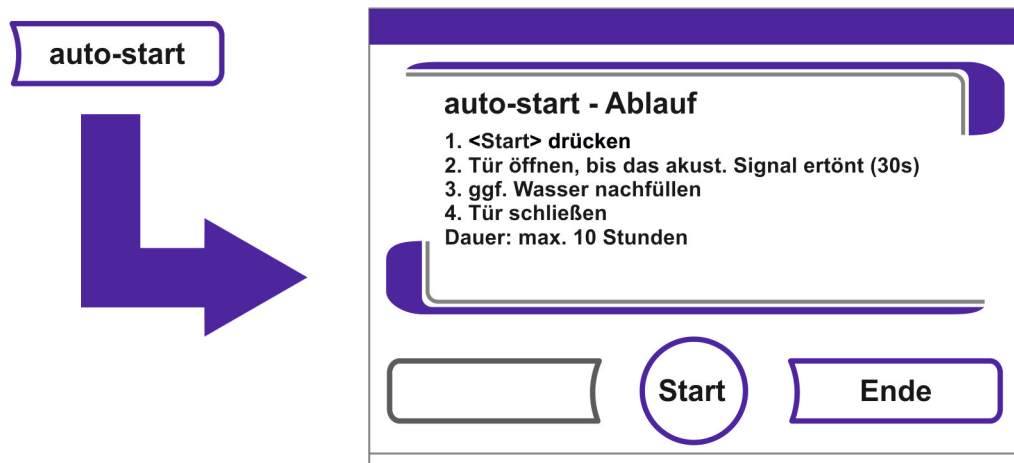 auto-start
auto-start - Ablauf
1. <Start> drücken
2. Tür öffnen, bis das akust. Signal ertönt (30s)
3. ggf. Wasser nachfüllen
4. Tür schließen
Dauer: max. 10 Stunden
Start
Ende